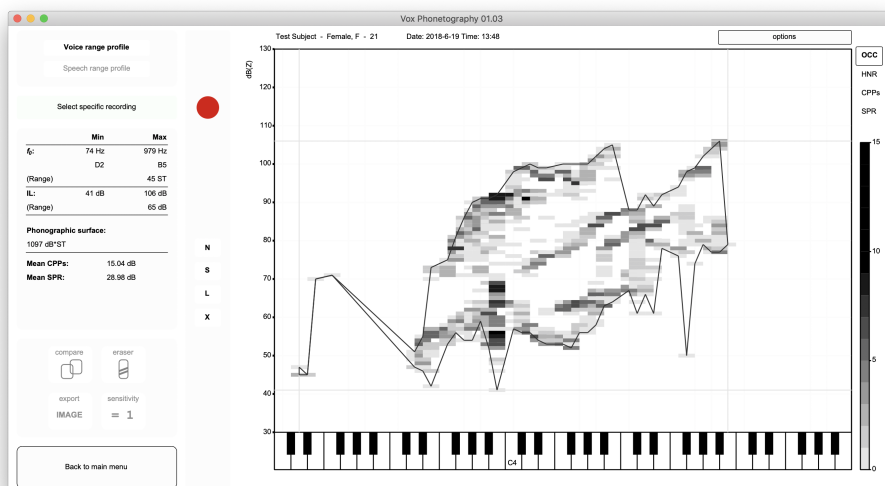 Vox Phonetography 01.03
Voice range profile
Speech range profile
Select specific recording
Min Max
f₀: 74 Hz 979 Hz
D2 B5
(Range) 45 ST
IL: 41 dB 106 dB
(Range) 65 dB
Phonographic surface:
1097 dB*ST
Mean CPPs: 15.04 dB
Mean SPR: 28.98 dB
compare eraser
export sensitivity
IMAGE = 1
Back to main menu
N
S
L
X
Test Subject - Female, F - 21 Date: 2018-6-19 Time: 13:48
options
dB(Z)
130
120
110
100
90
80
70
60
50
40
30
C4
OCC
HNR
CPPs
SPR
15
10
5
0